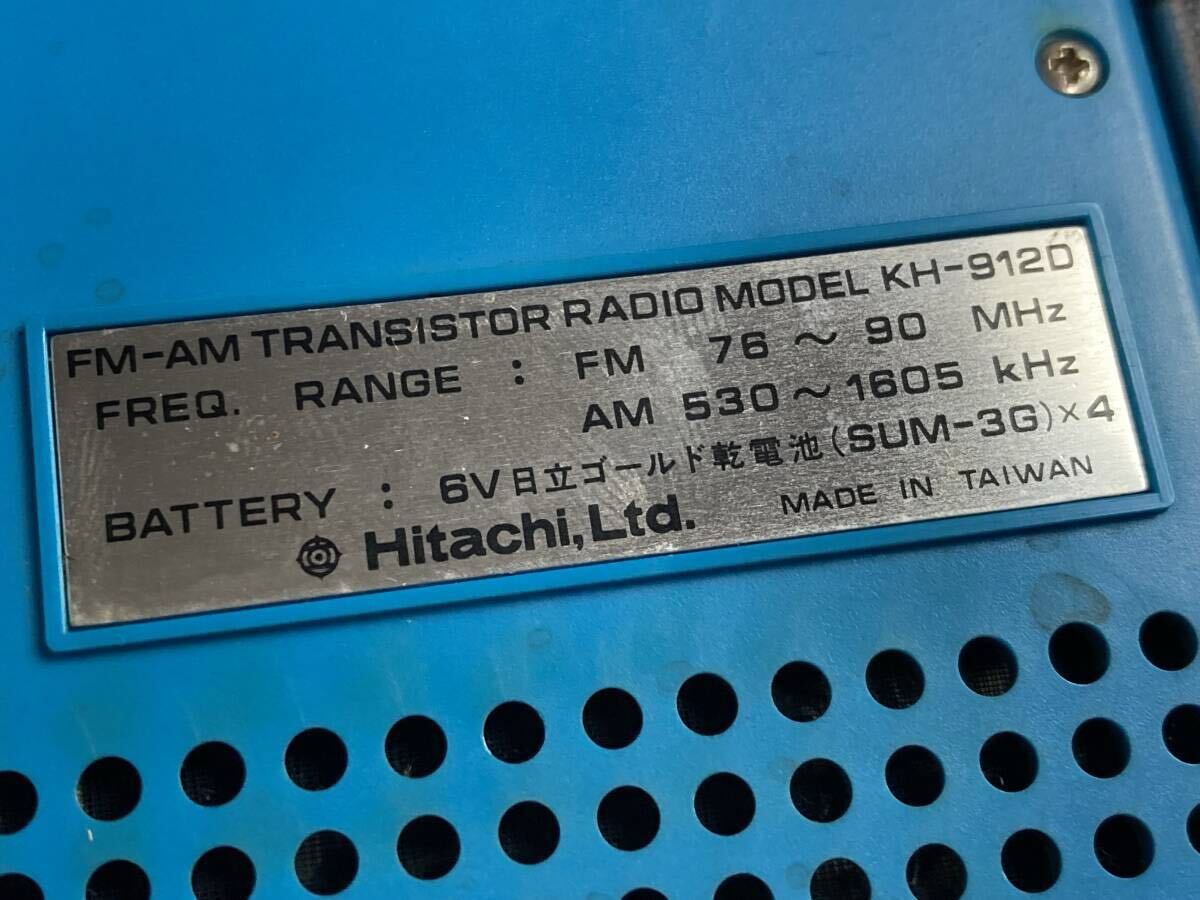 FM-AM TRANSISTOR RADIO MODEL KH-912D
FREQ. RANGE : FM 76～90 MHz
AM 530～1605 kHz
BATTERY : 6V日立ゴールド乾電池(SUM-3G)×4
Hitachi, Ltd. MADE IN TAIWAN